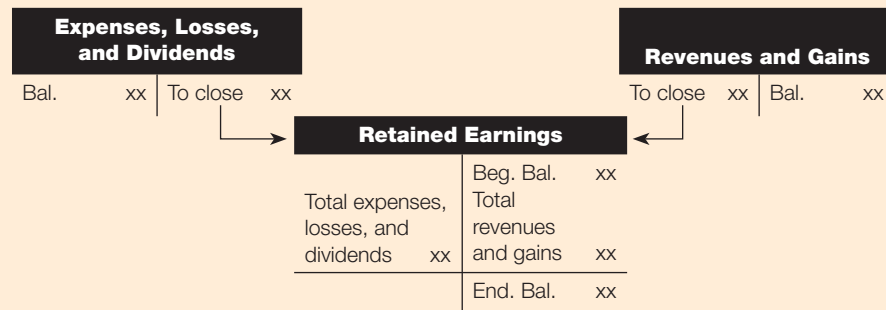 Expenses, Losses,
and Dividends
Bal. xx To close xx
Revenues and Gains
To close xx Bal. xx
Retained Earnings
Total expenses,
losses, and
dividends xx
Beg. Bal. xx
Total
revenues
and gains xx
End. Bal. xx